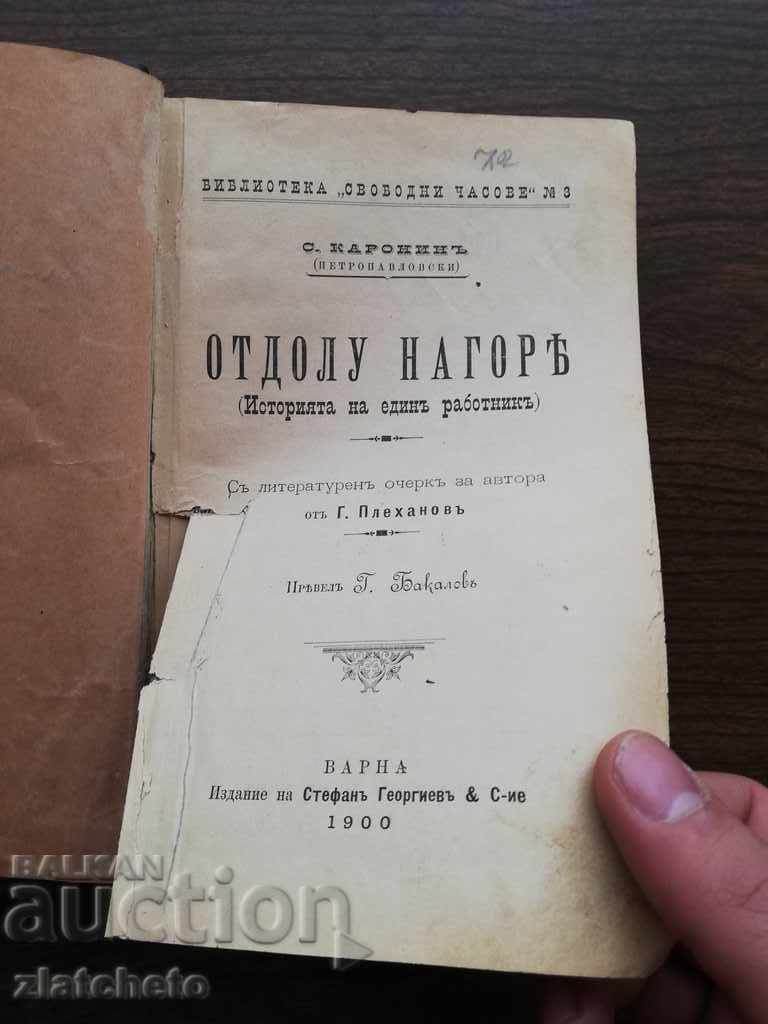 72
БИБЛИОТЕКА „СВОБОДНИ ЧАСОВЕ“ № 3
С. КАРОНИНЪ
(ПЕТРОПАВЛОВСКИ)
ОТДОЛУ НАГОРѢ
(Историята на единъ работникъ)
Съ литературенъ очеркъ за автора
отъ Г. Плехановъ
Прѣвелъ Г. Бакаловъ
ВАРНА
Издание на Стефанъ Георгиевъ & С-ие
1900
BALKAN
auction
zlatcheto